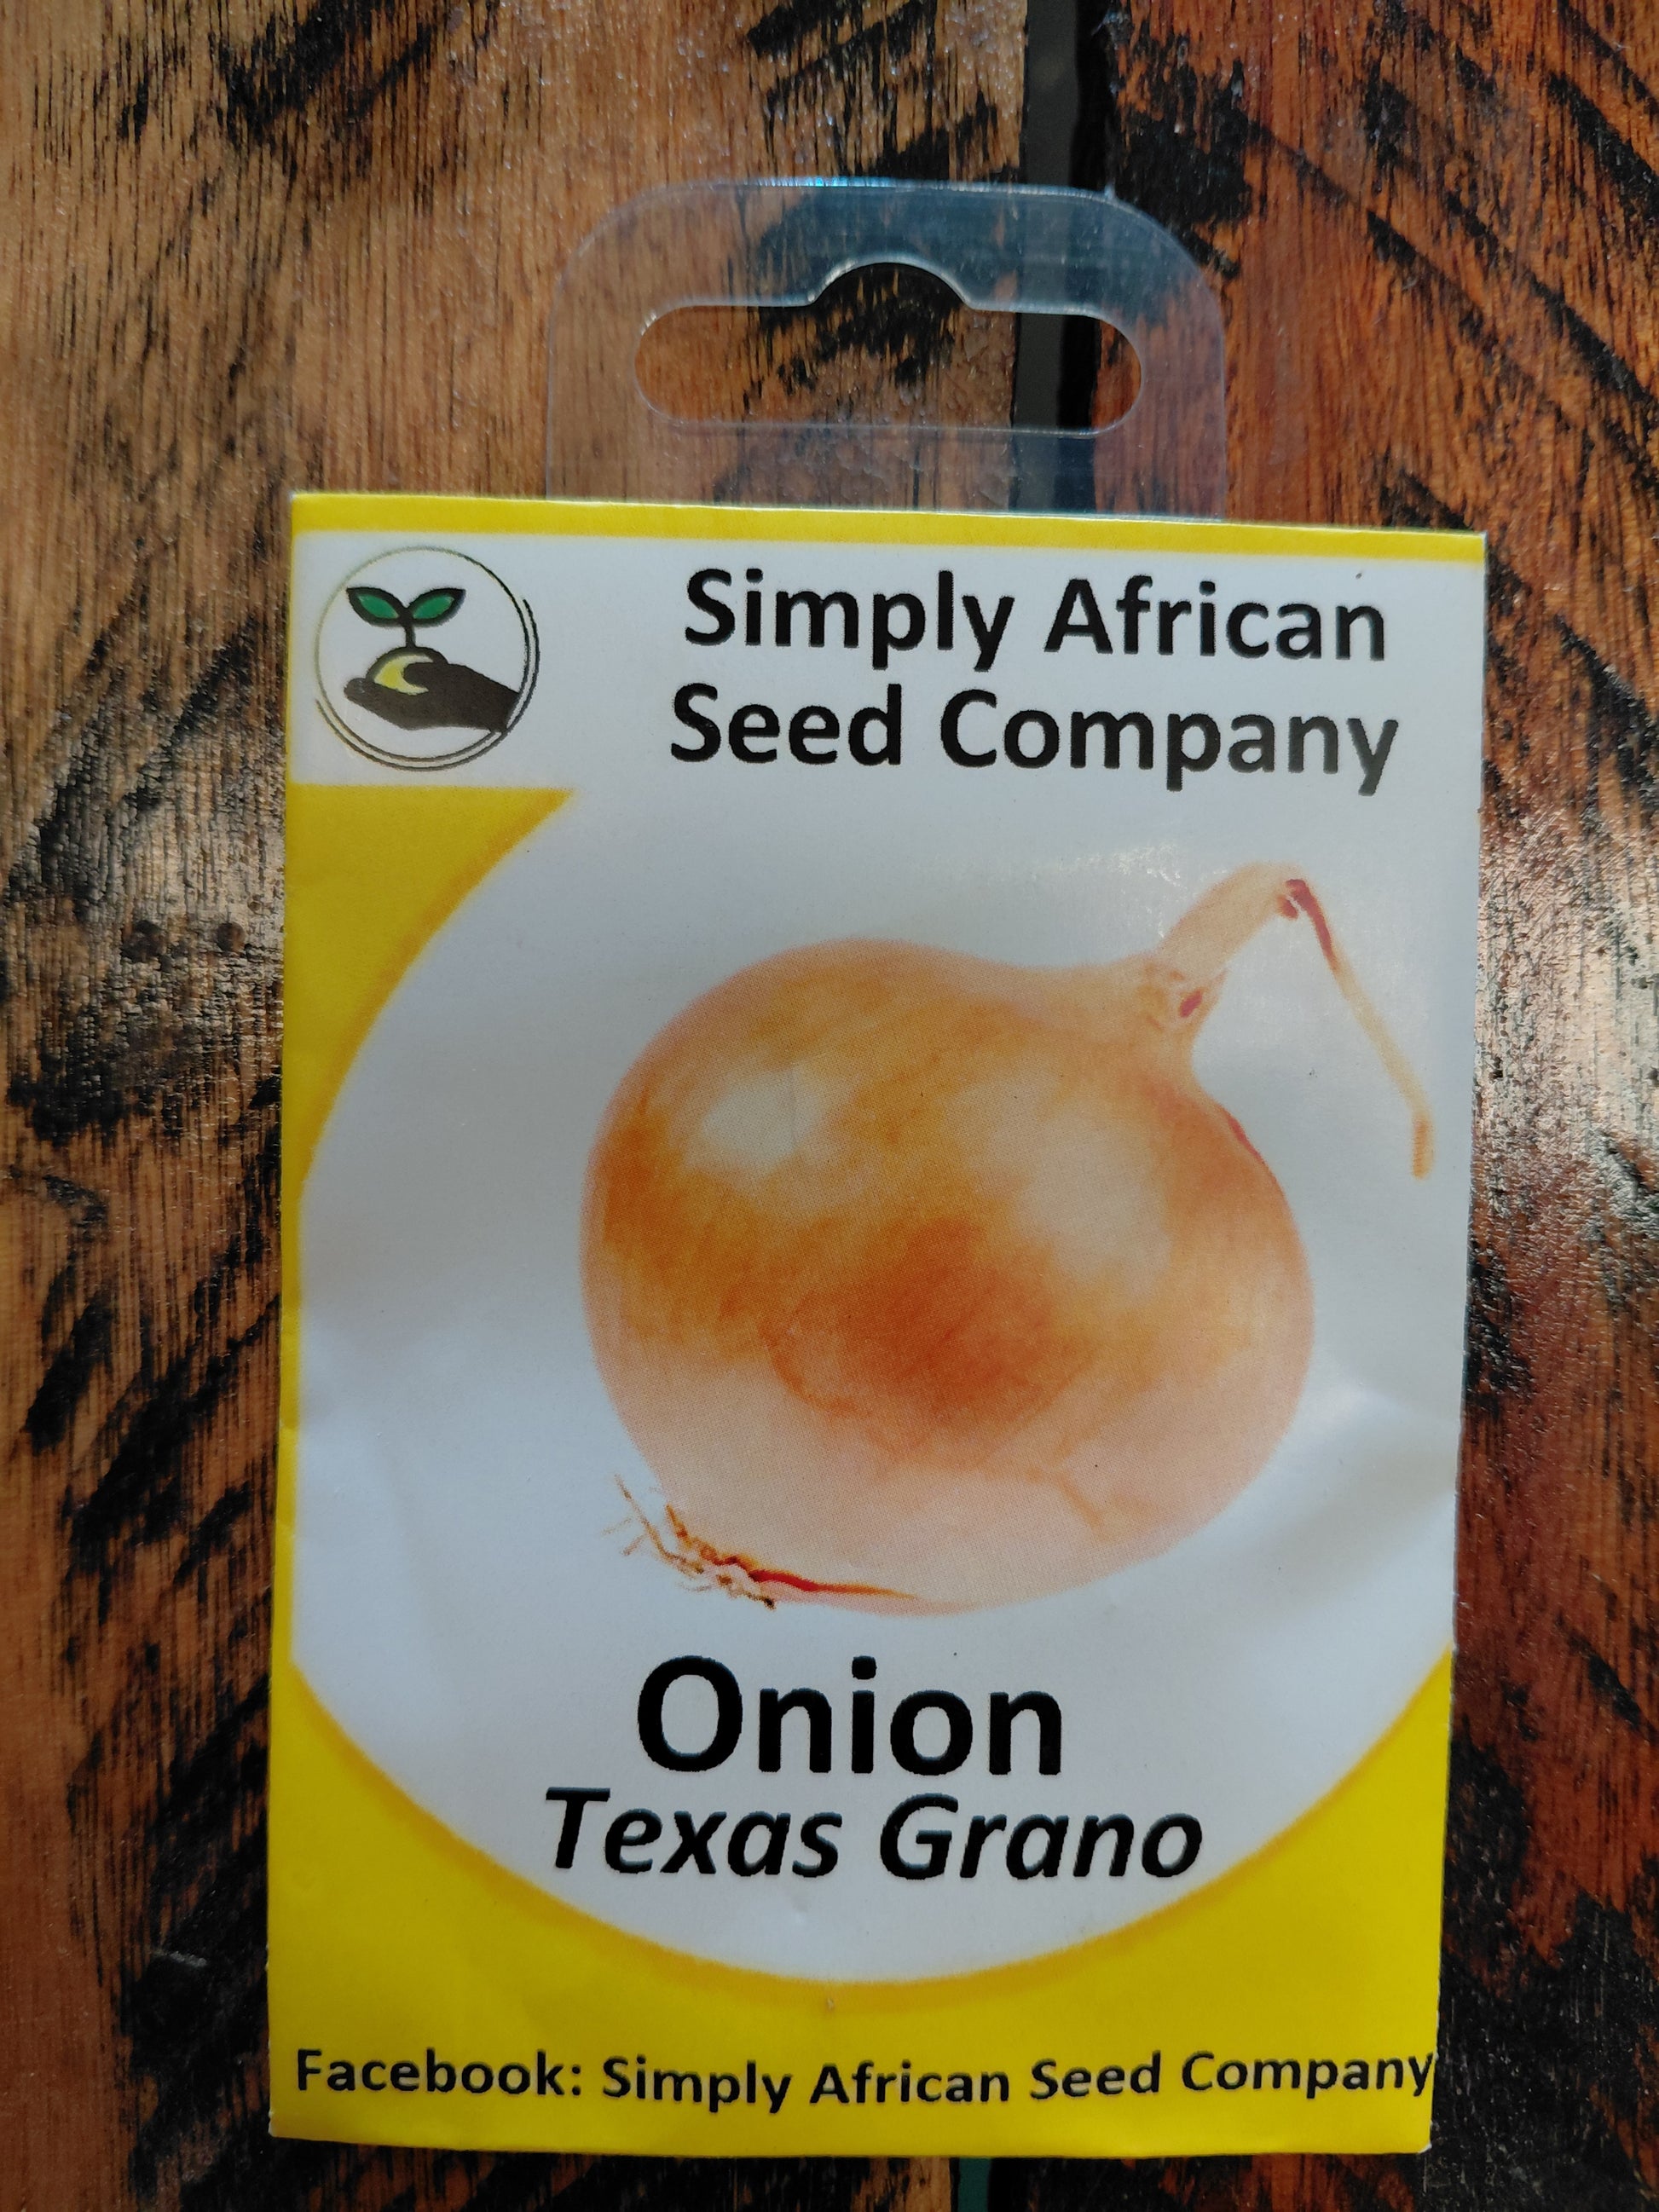 Simply African
Seed Company
Onion
Texas Grano
Facebook: Simply African Seed Company